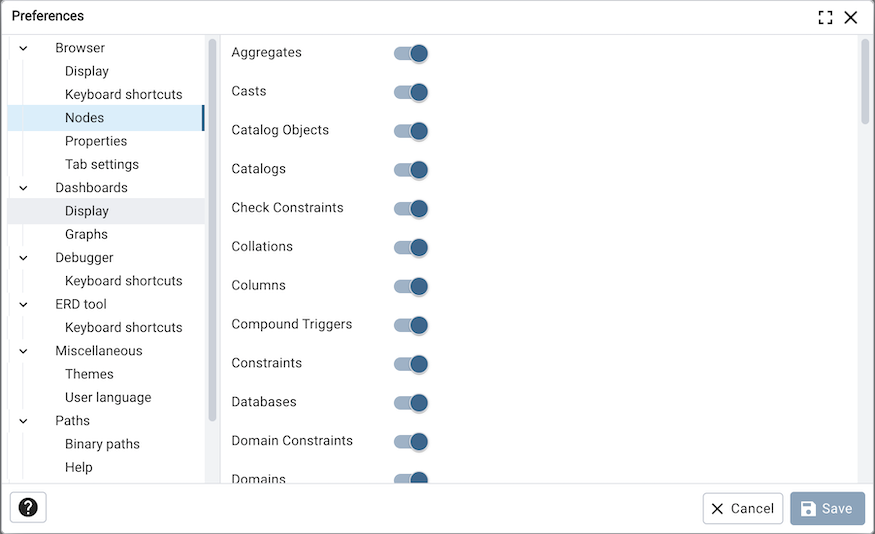 Preferences
Browser
Display
Keyboard shortcuts
Nodes
Properties
Tab settings
Dashboards
Display
Graphs
Debugger
Keyboard shortcuts
ERD tool
Keyboard shortcuts
Miscellaneous
Themes
User language
Paths
Binary paths
Help
Aggregates
Casts
Catalog Objects
Catalogs
Check Constraints
Collations
Columns
Compound Triggers
Constraints
Databases
Domain Constraints
Domains
Cancel
Save